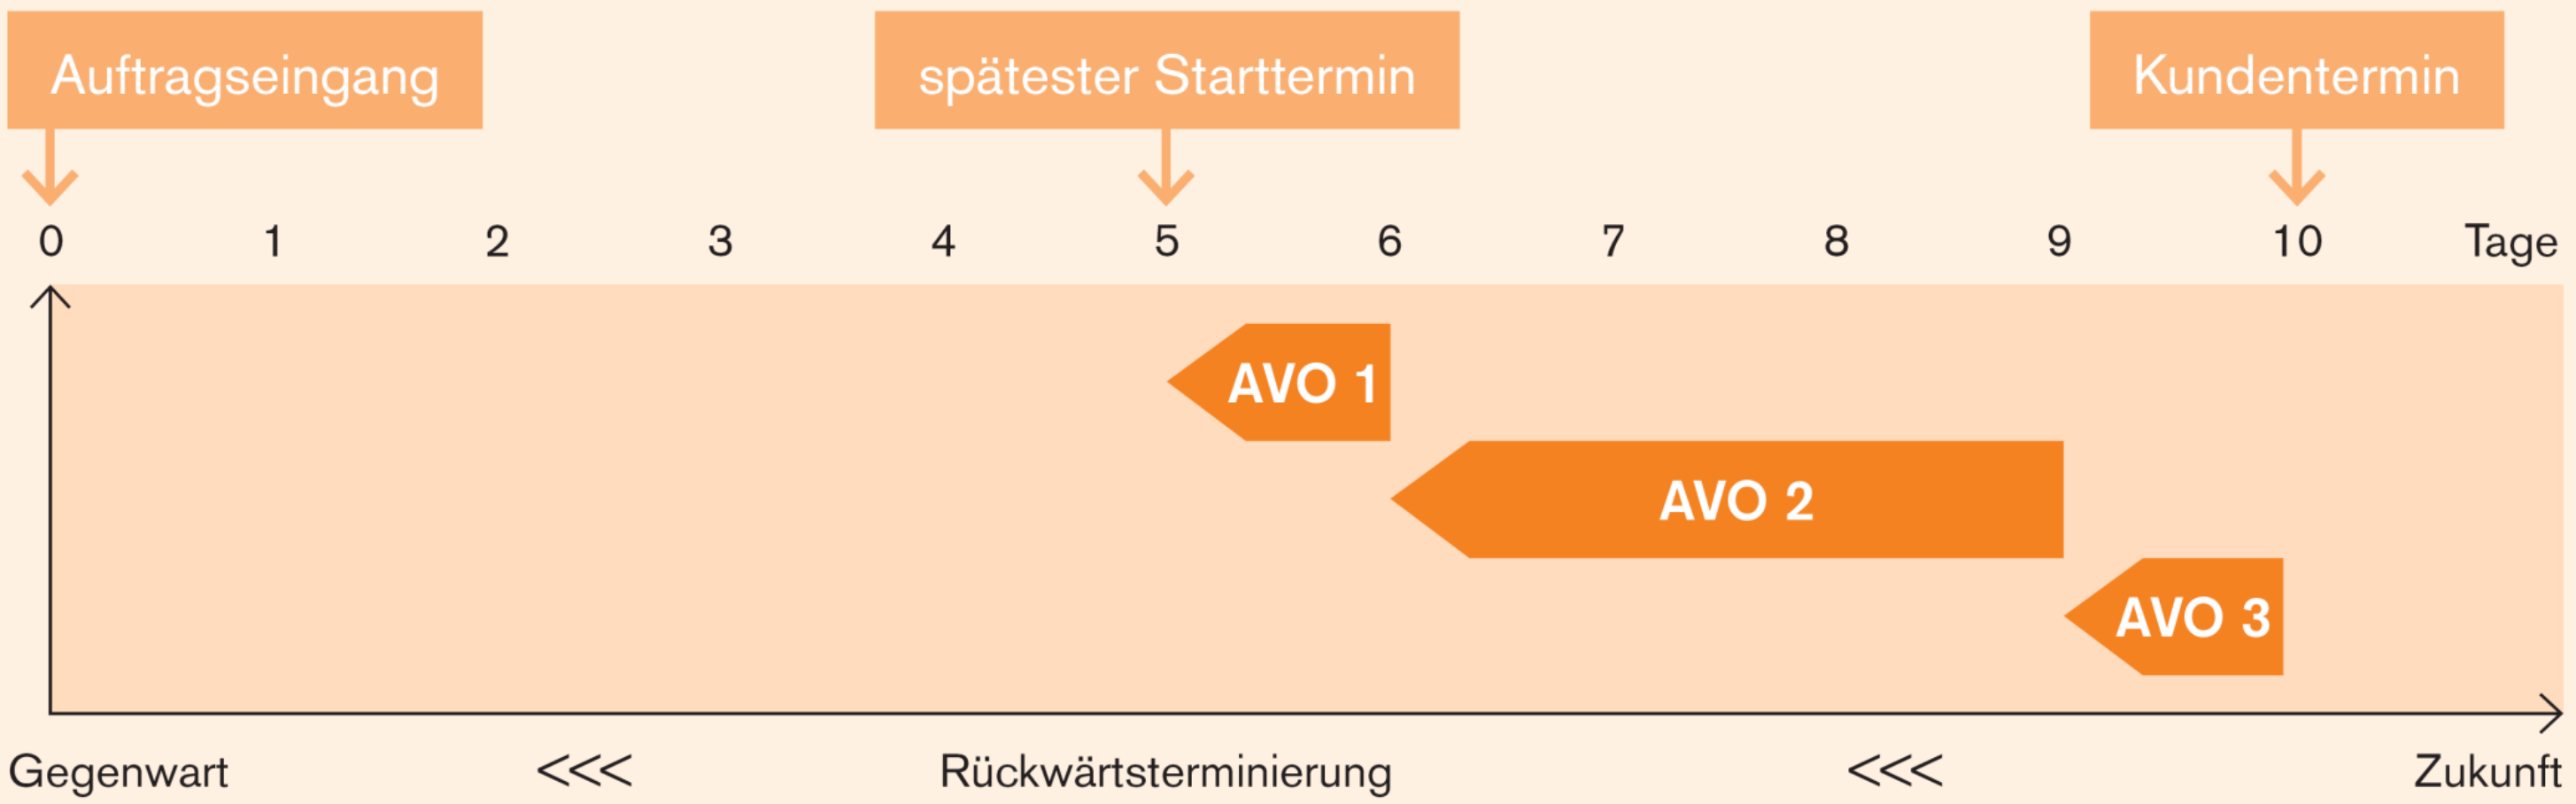 Auftragseingang
spätester Starttermin
Kundentermin
0 1 2 3 4 5 6 7 8 9 10 Tage
AVO 1
AVO 2
AVO 3
Gegenwart <<< Rückwärtsterminierung <<< Zukunft